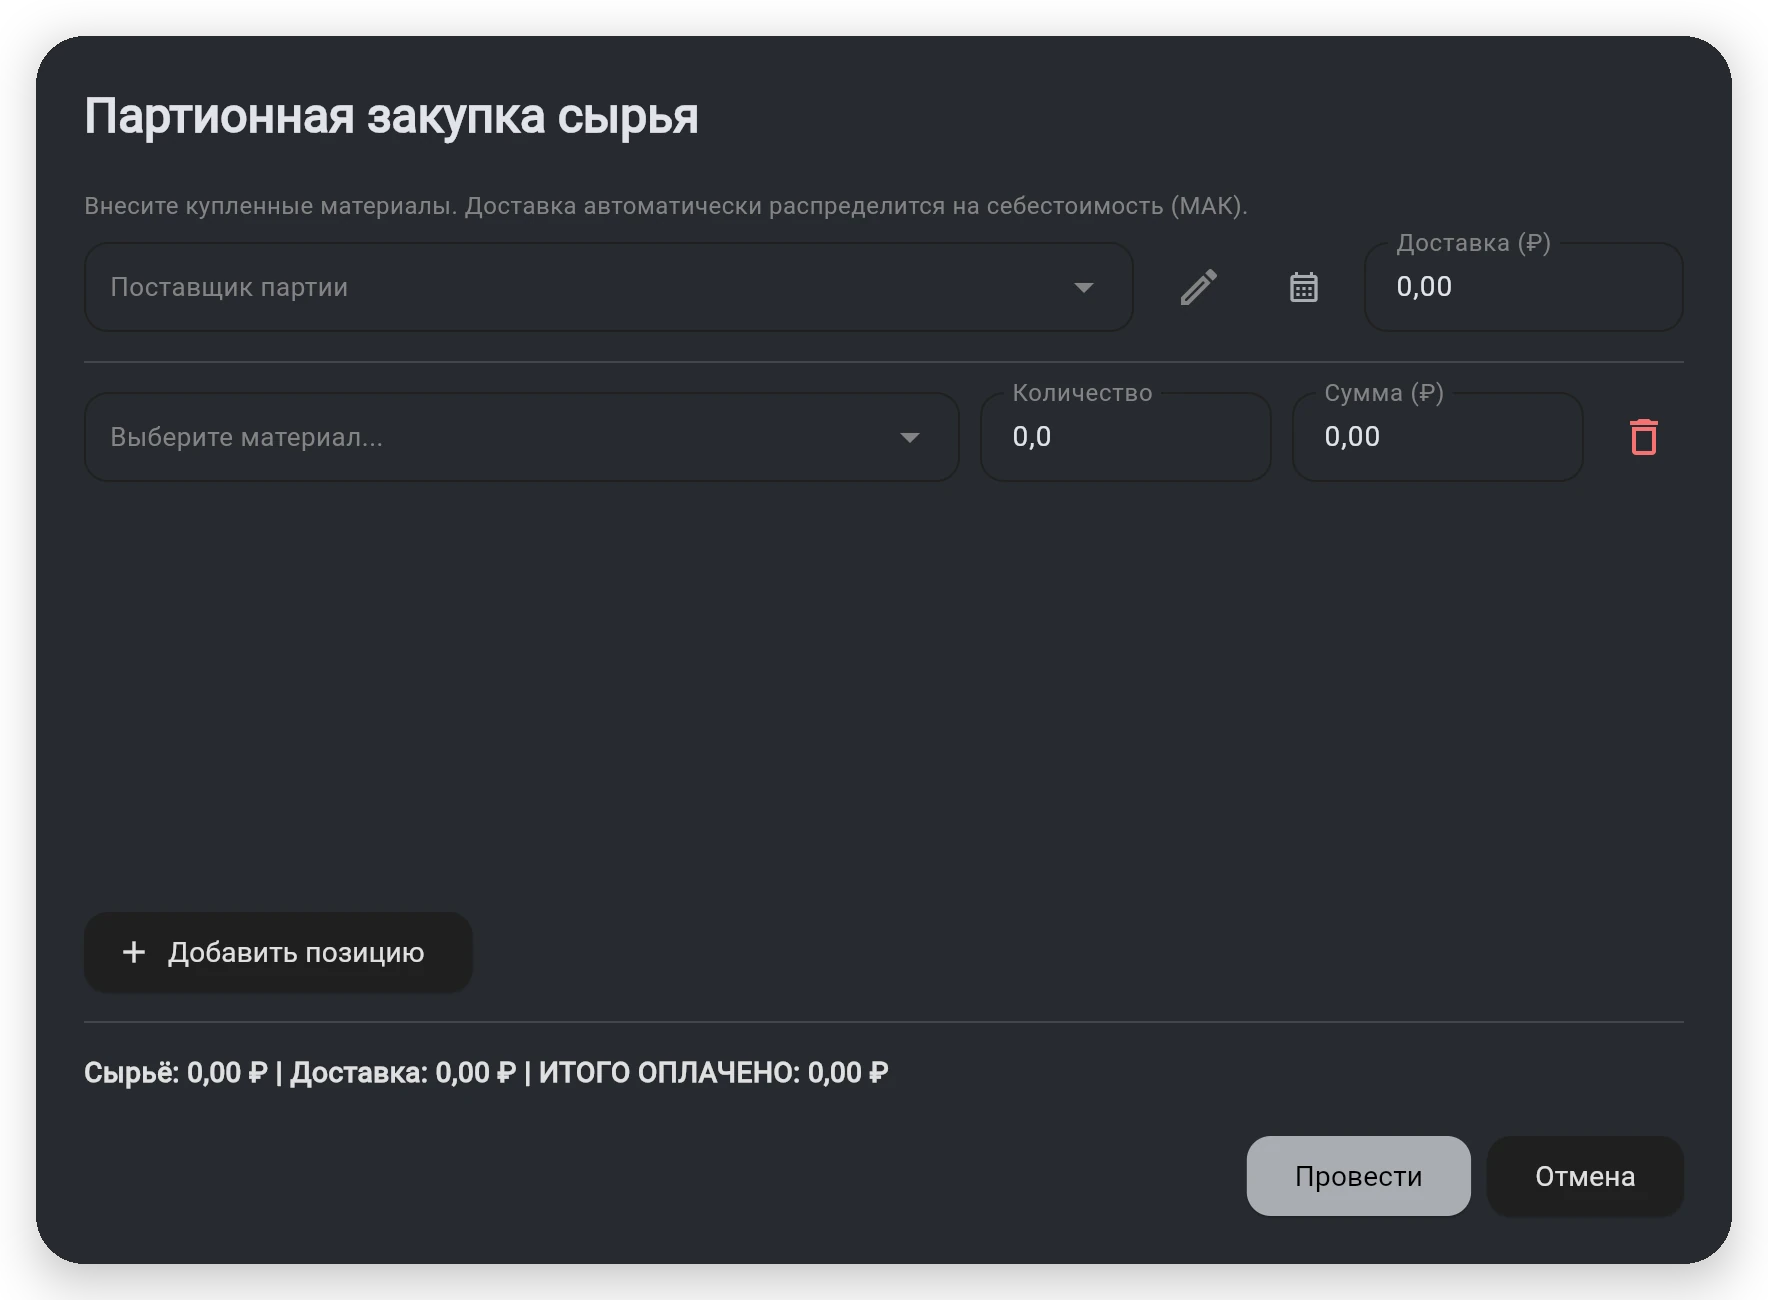 Партионная закупка сырья
Внесите купленные материалы. Доставка автоматически распределится на себестоимость (МАК).
Поставщик партии
Доставка (₽)
0,00
Выберите материал...
Количество
0,0
Сумма (₽)
0,00
+ Добавить позицию
Сырьё: 0,00 ₽ | Доставка: 0,00 ₽ | ИТОГО ОПЛАЧЕНО: 0,00 ₽
Провести
Отмена